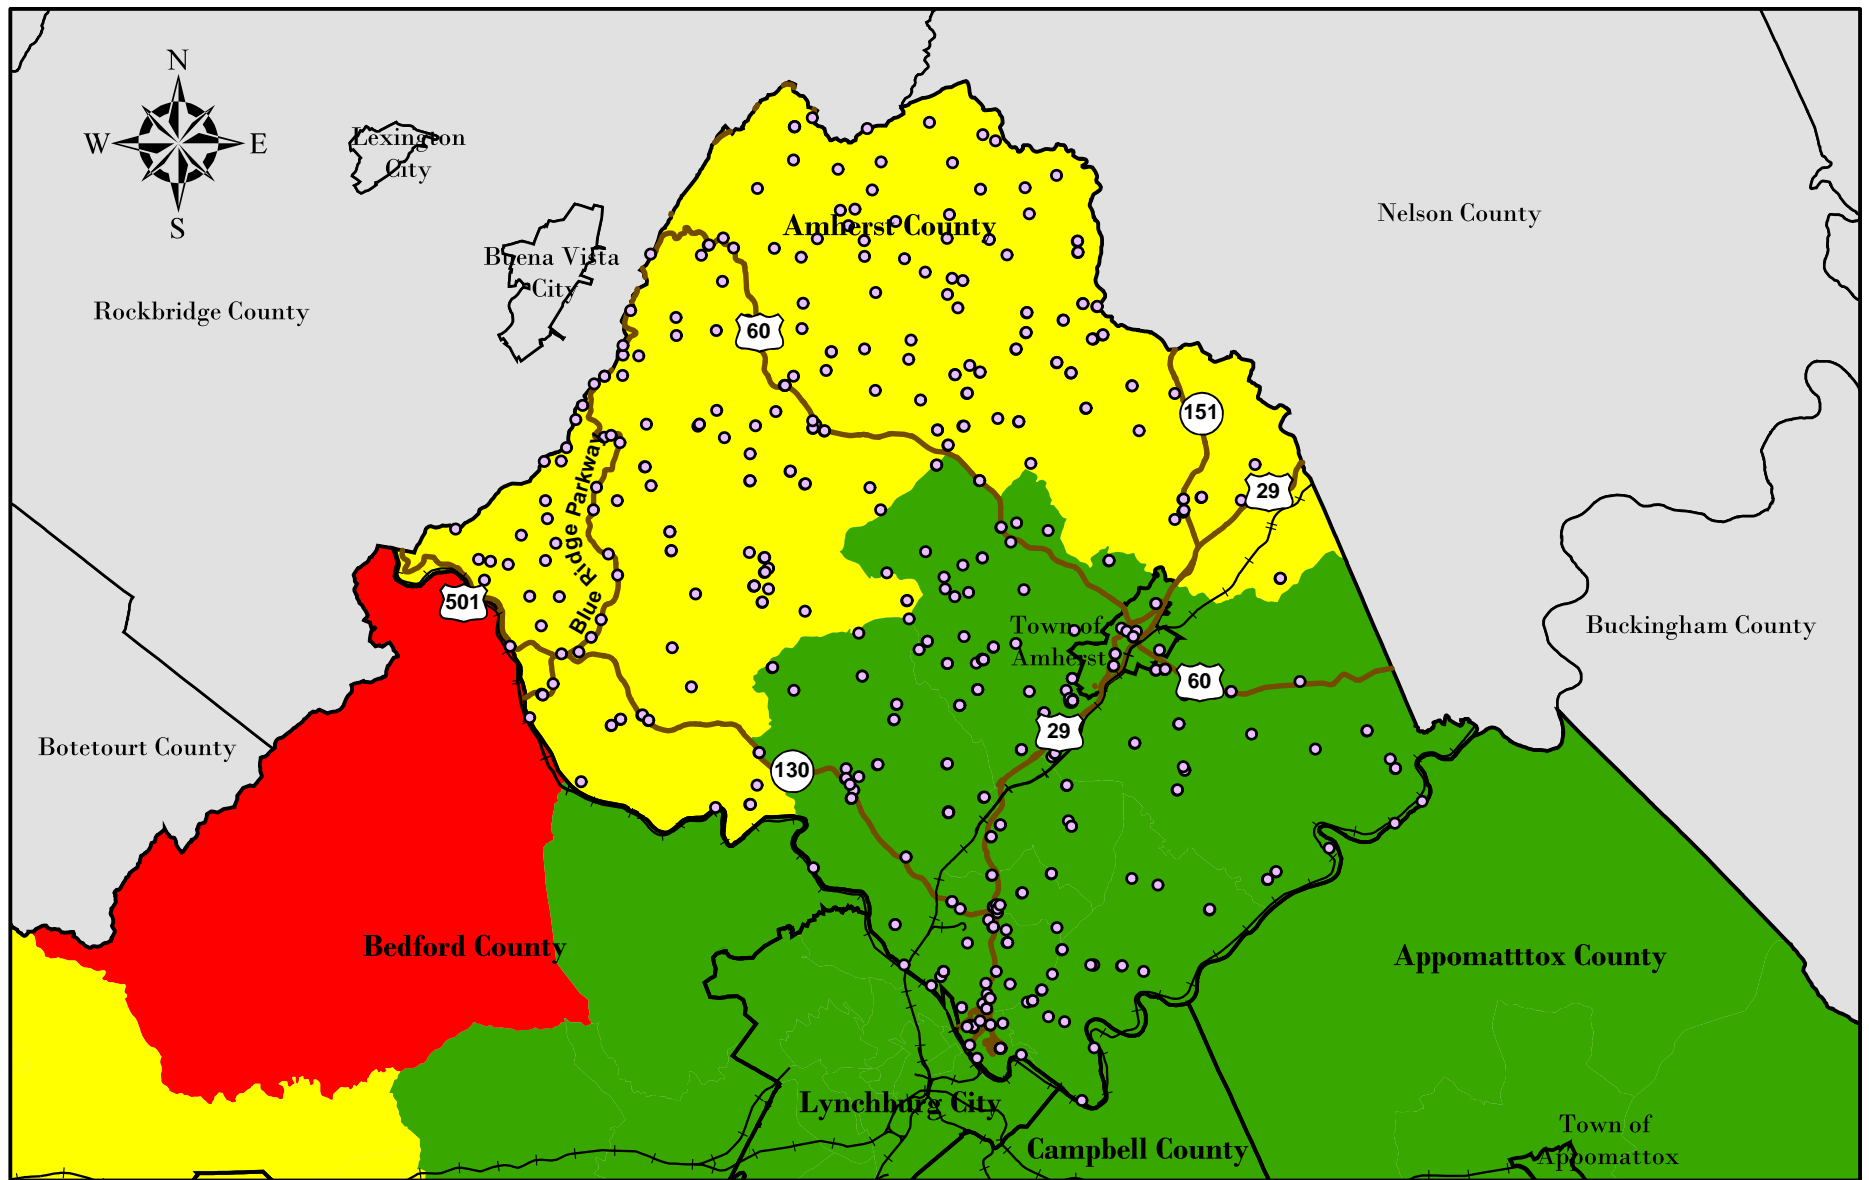 N
W
E
S
Lexington
City
Amherst County
Nelson County
Buena Vista
City
Rockbridge County
60
151
29
Blue Ridge Parkway
501
Town of
Amherst
Buckingham County
60
29
Botetourt County
130
Bedford County
Appomatttox County
Lynchburg City
Campbell County
Town of
Appomattox